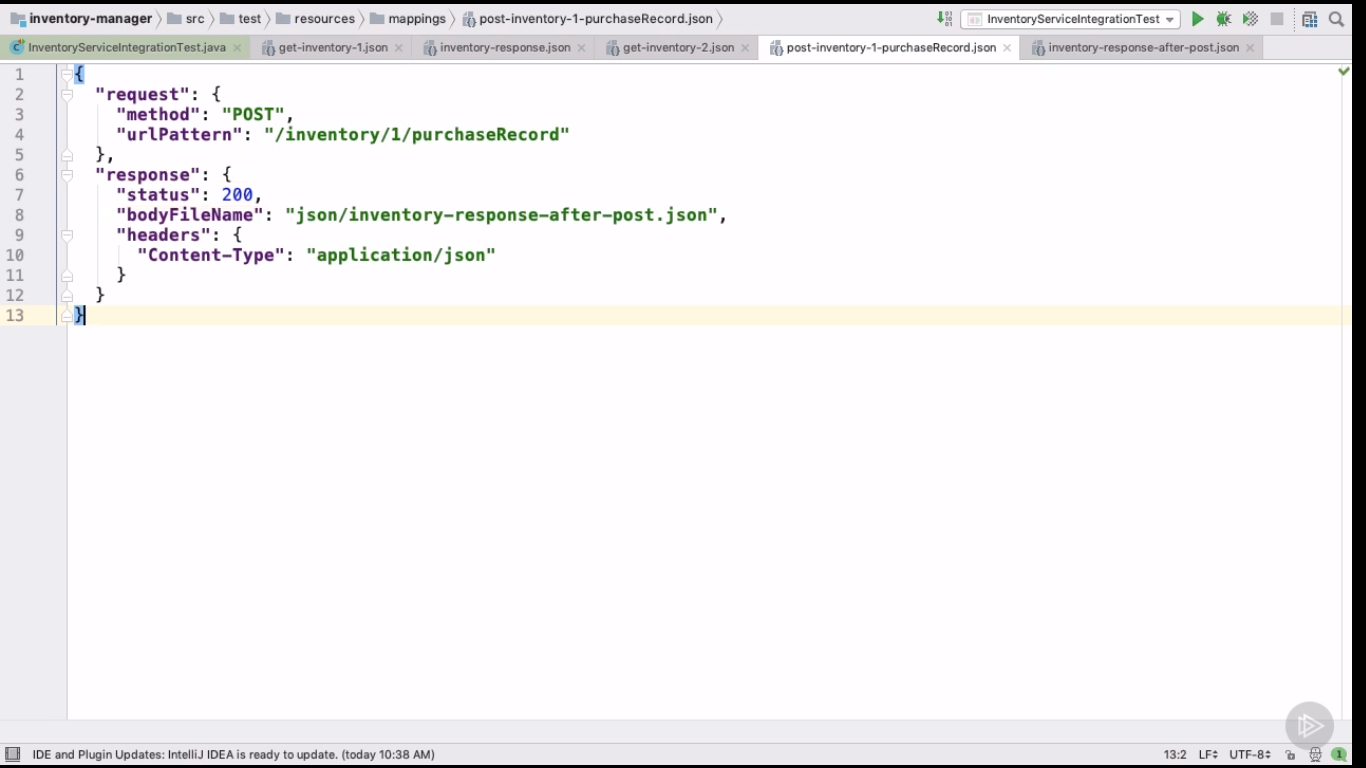 inventory-manager src test resources mappings post-inventory-1-purchaseRecord.json InventoryServiceIntegrationTest
InventoryServiceIntegrationTest.java get-inventory-1.json inventory-response.json get-inventory-2.json post-inventory-1-purchaseRecord.json inventory-response-after-post.json
1 {
2 "request": {
3 "method": "POST",
4 "urlPattern": "/inventory/1/purchaseRecord"
5 },
6 "response": {
7 "status": 200,
8 "bodyFileName": "json/inventory-response-after-post.json",
9 "headers": {
10 "Content-Type": "application/json"
11 }
12 }
13 }
IDE and Plugin Updates: IntelliJ IDEA is ready to update. (today 10:38 AM) 13:2 LF UTF-8 1